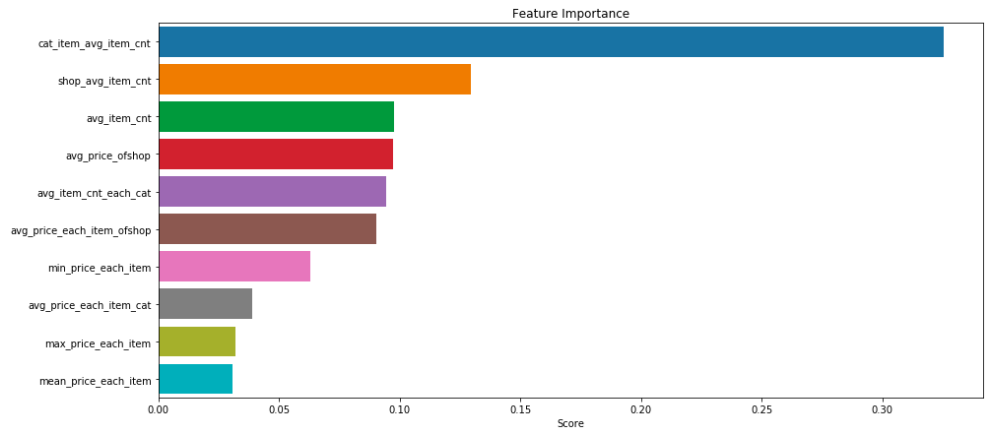 Feature Importance
cat_item_avg_item_cnt
shop_avg_item_cnt
avg_item_cnt
avg_price_ofshop
avg_item_cnt_each_cat
avg_price_each_item_ofshop
min_price_each_item
avg_price_each_item_cat
max_price_each_item
mean_price_each_item
0.00 0.05 0.10 0.15 0.20 0.25 0.30
Score